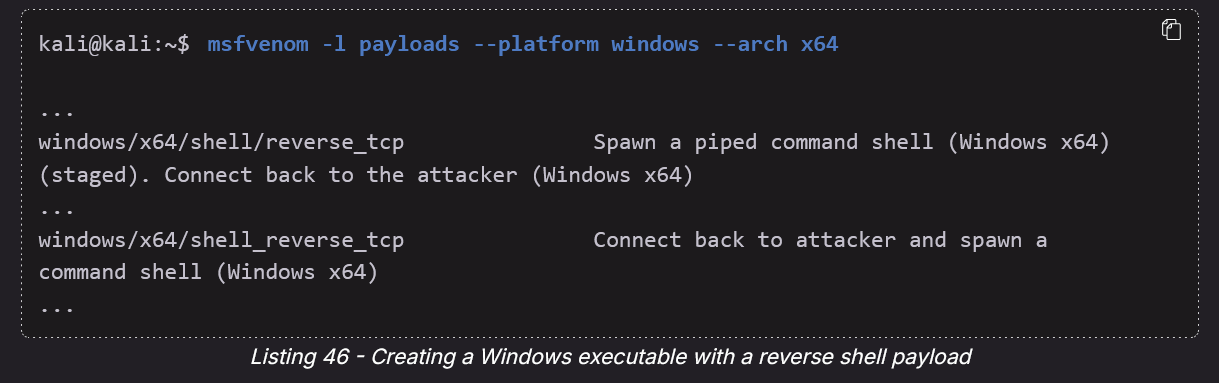 kali@kali:~$ msfvenom -l payloads --platform windows --arch x64
...
windows/x64/shell/reverse_tcp Spawn a piped command shell (Windows x64)
(staged). Connect back to the attacker (Windows x64)
...
windows/x64/shell_reverse_tcp Connect back to attacker and spawn a
command shell (Windows x64)
...
Listing 46 - Creating a Windows executable with a reverse shell payload